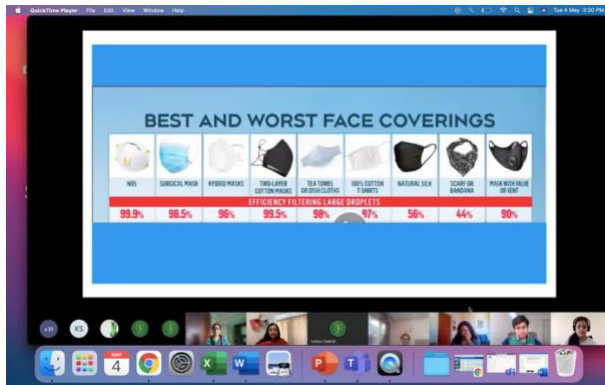 QuickTime Player File Edit View Window Help
Tue 4 May 3:30 PM
BEST AND WORST FACE COVERINGS
N95 SURGICAL MASK HYBRID MASKS TWO-LAYER COTTON MASKS TEA TOWEL OR DISH CLOTHS 100% COTTON T SHIRTS NATURAL SILK SCARF OR BANDANA MASK WITH VALVE OR VENT
EFFICIENCY FILTERING LARGE DROPLETS
99.9% 98.5% 96% 99.5% 98% 97% 56% 44% 90%
+31 KS
MAY
4